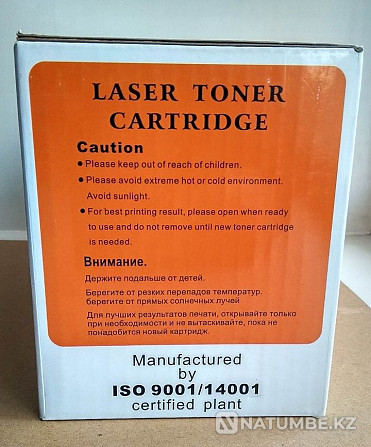 LASER TONER
CARTRIDGE
Caution
● Please keep out of reach of children.
● Please avoid extreme hot or cold environment.
Avoid sunlight.
● For best printing result, please open when ready
to use and do not remove until new toner cartridge
is needed.
Внимание.
Держите подальше от детей.
Берегите от резких перепадов температур.
берегите от прямых солнечных лучей
Для лучших результатов печати, открывайте только
при необходимости и не вытаскивайте, пока не
понадобится новый картридж.
Manufactured
by
ISO 9001/14001
certified plant
NATUMBE.KZ